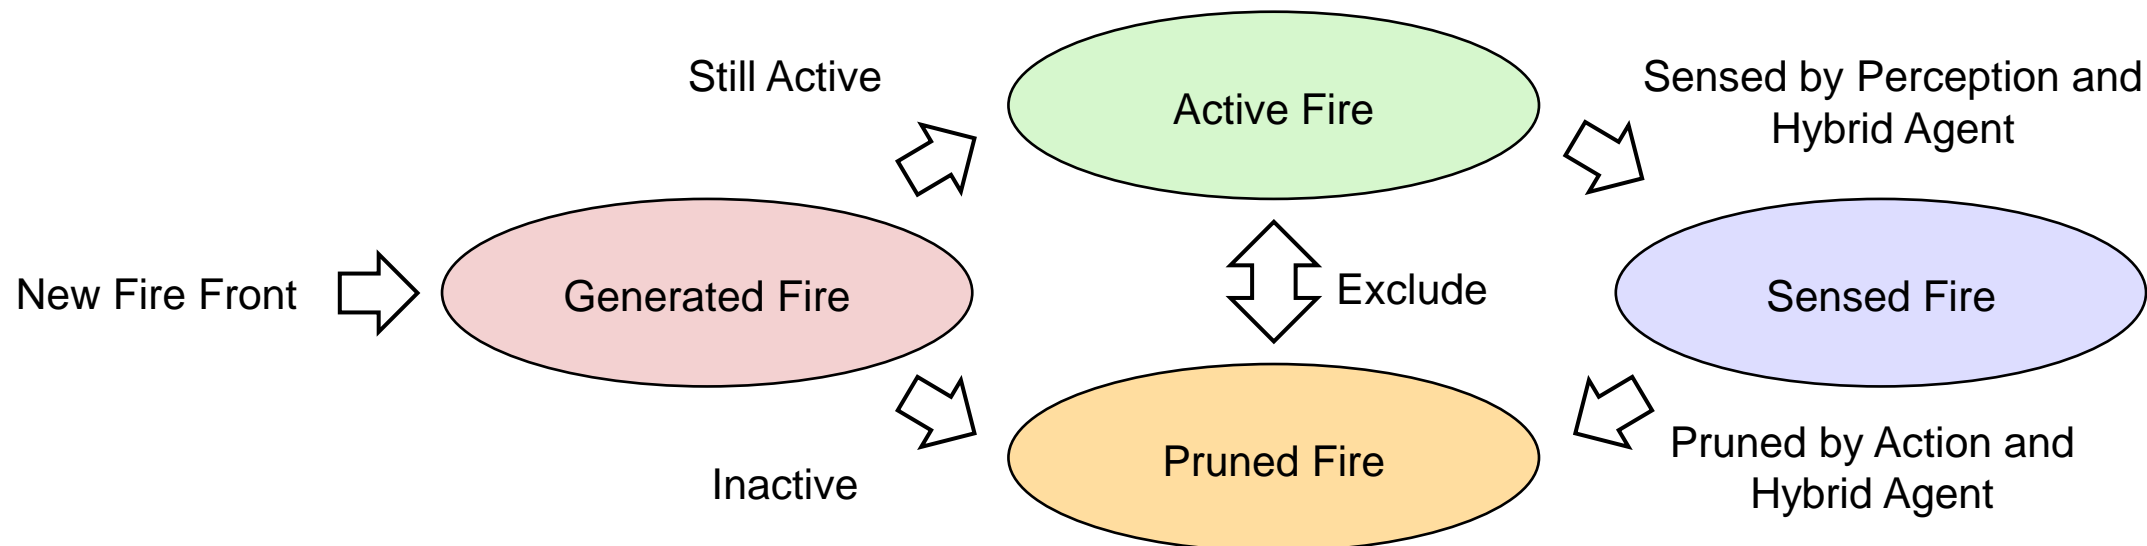 Still Active
Active Fire
Sensed by Perception and
Hybrid Agent
New Fire Front
Generated Fire
Exclude
Sensed Fire
Inactive
Pruned Fire
Pruned by Action and
Hybrid Agent